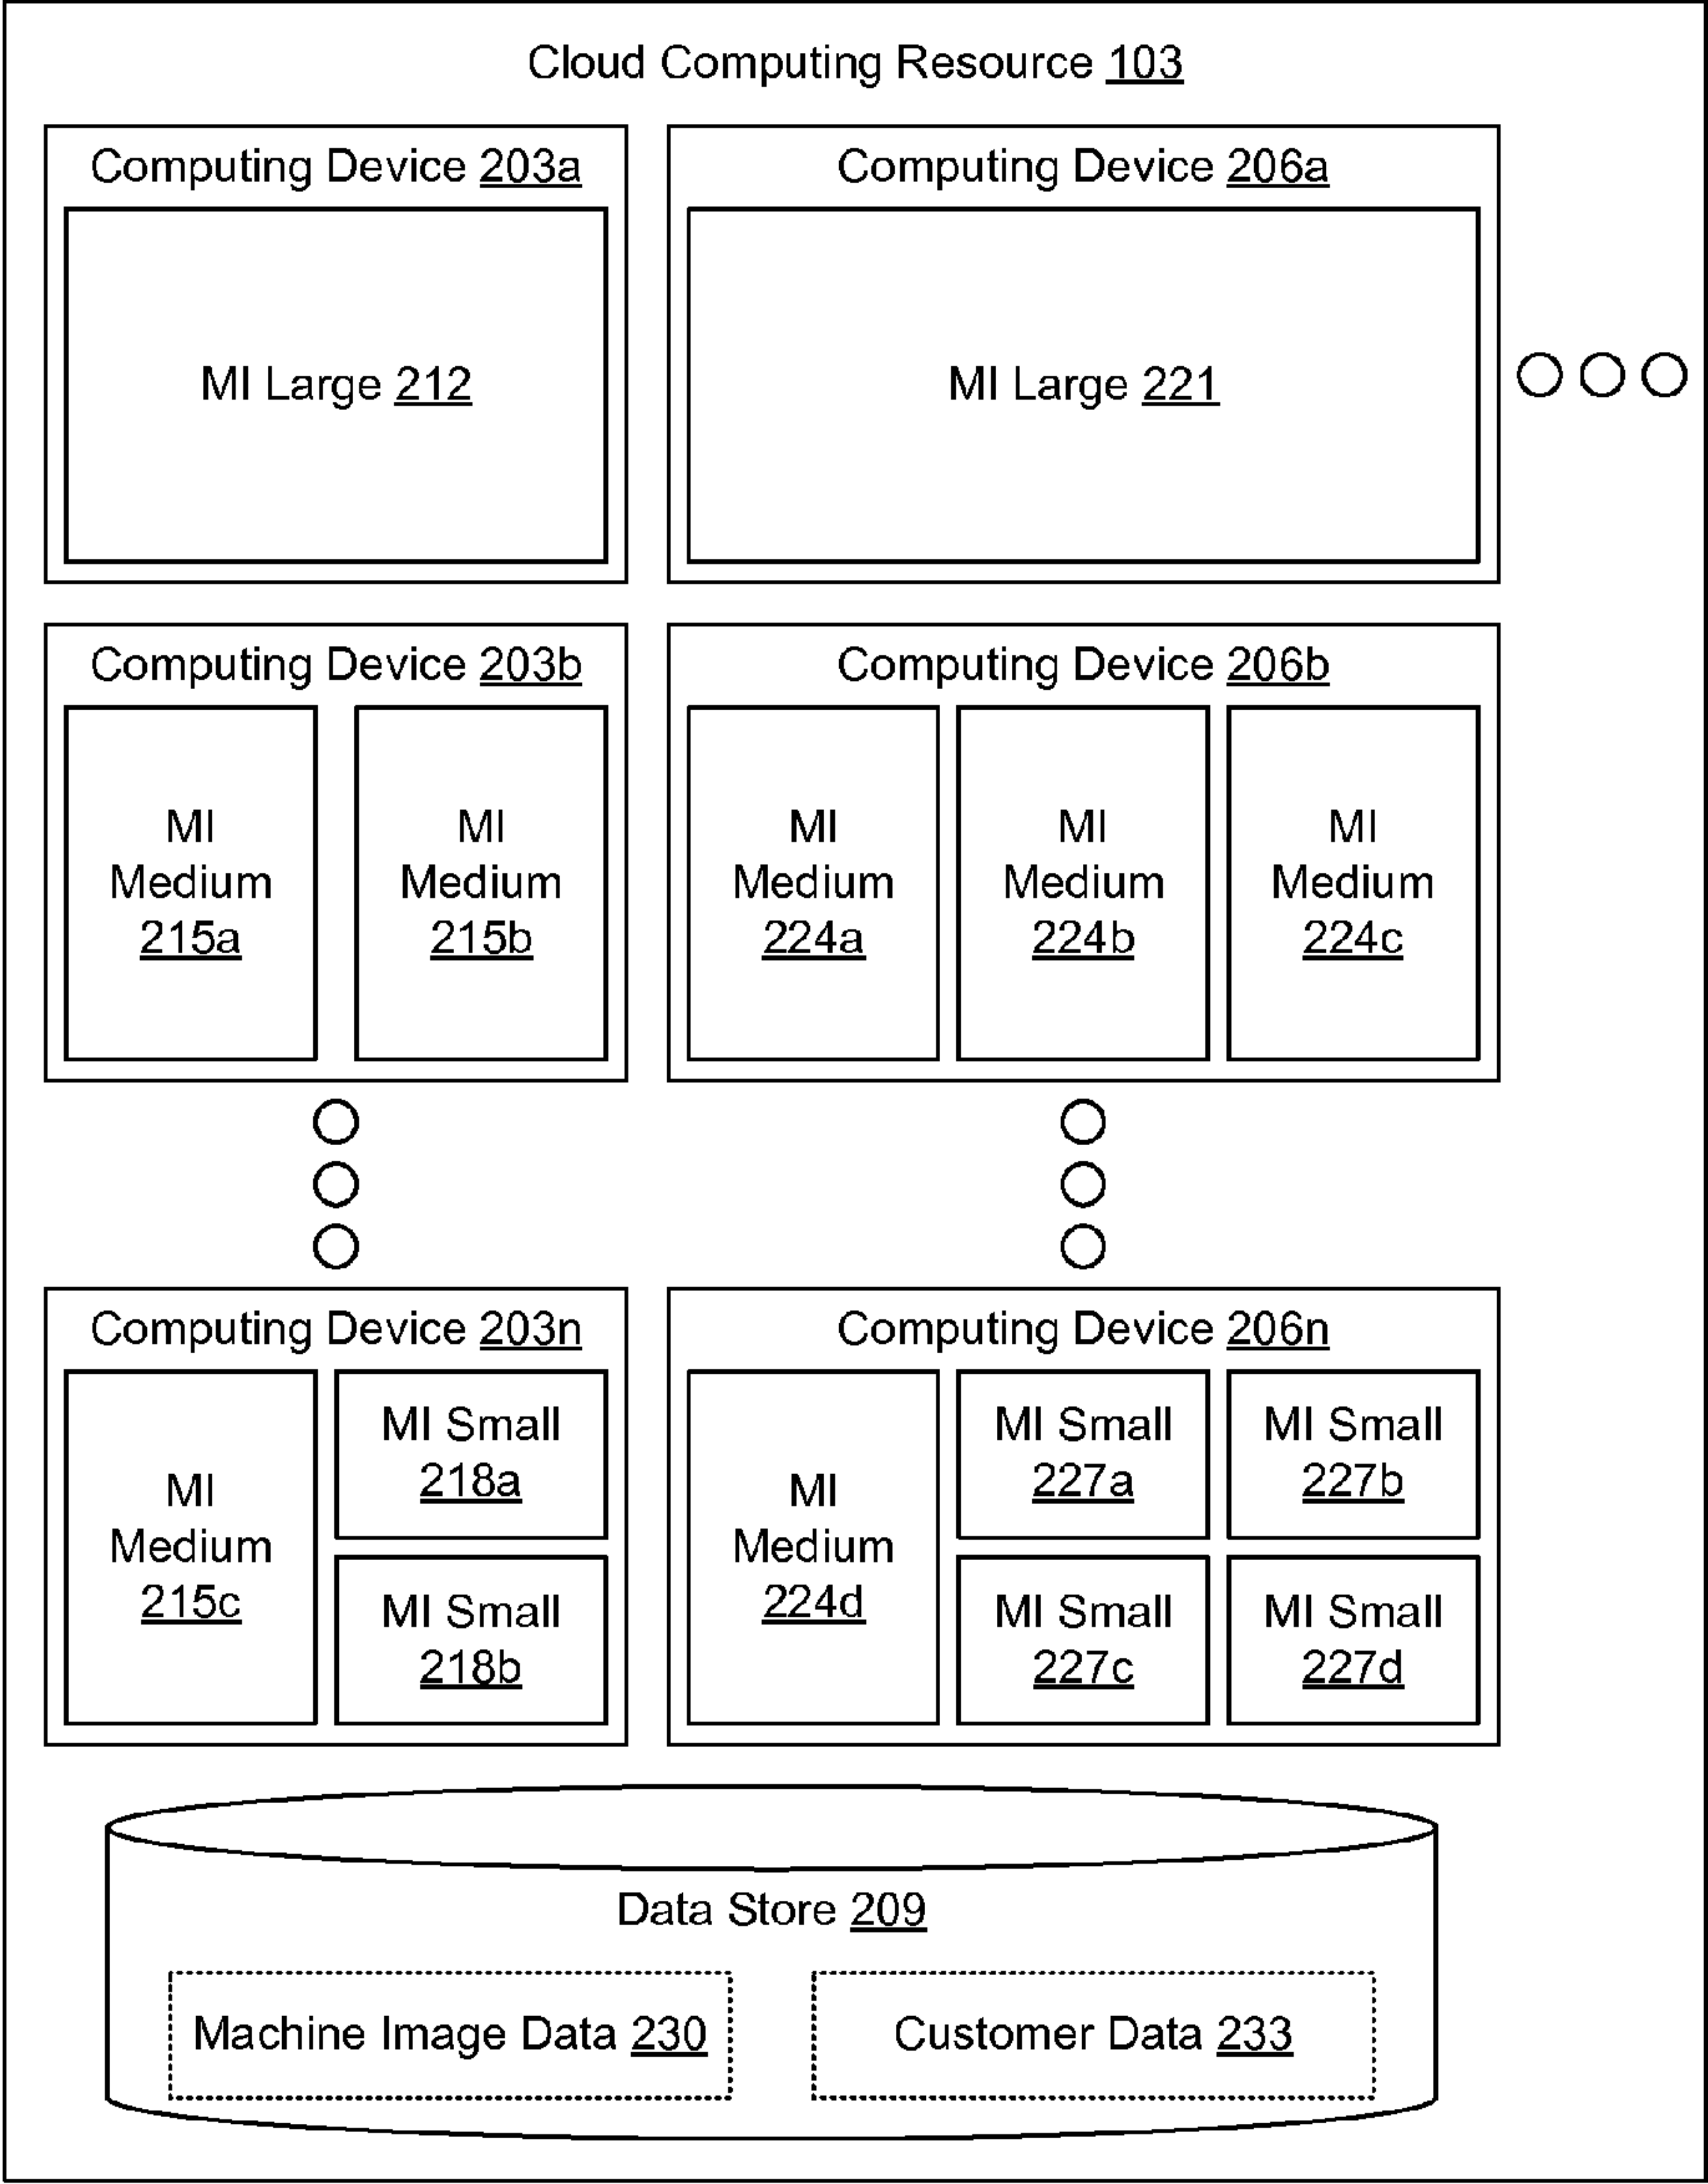 Cloud Computing Resource 103
Computing Device 203a
MI Large 212
Computing Device 206a
MI Large 221
Computing Device 203b
MI
Medium
215a
MI
Medium
215b
Computing Device 206b
MI
Medium
224a
MI
Medium
224b
MI
Medium
224c
Computing Device 203n
MI
Medium
215c
MI Small
218a
MI Small
218b
Computing Device 206n
MI
Medium
224d
MI Small
227a
MI Small
227b
MI Small
227c
MI Small
227d
Data Store 209
Machine Image Data 230
Customer Data 233